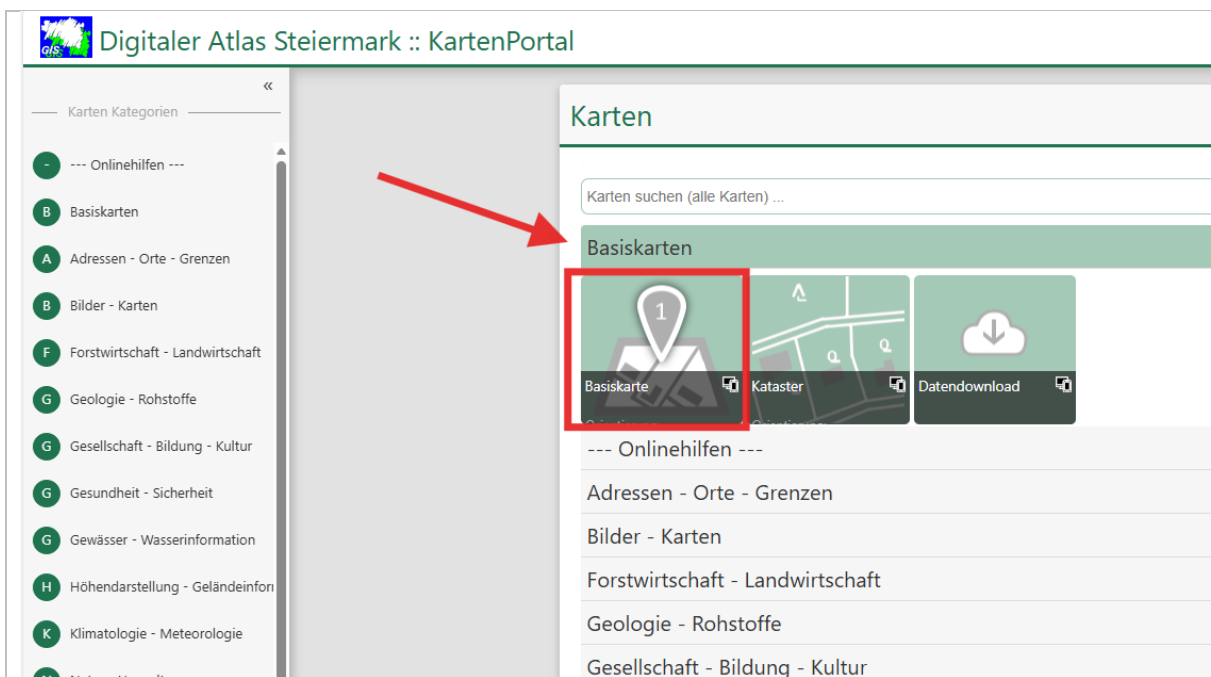 GIS
Digitaler Atlas Steiermark :: KartenPortal
«
Karten Kategorien
-
--- Onlinehilfen ---
B
Basiskarten
A
Adressen - Orte - Grenzen
B
Bilder - Karten
F
Forstwirtschaft - Landwirtschaft
G
Geologie - Rohstoffe
G
Gesellschaft - Bildung - Kultur
G
Gesundheit - Sicherheit
G
Gewässer - Wasserinformation
H
Höhendarstellung - Geländeinfor
K
Klimatologie - Meteorologie
Karten
Karten suchen (alle Karten) ...
Basiskarten
1
Basiskarte
Kataster
Datendownload
--- Onlinehilfen ---
Adressen - Orte - Grenzen
Bilder - Karten
Forstwirtschaft - Landwirtschaft
Geologie - Rohstoffe
Gesellschaft - Bildung - Kultur